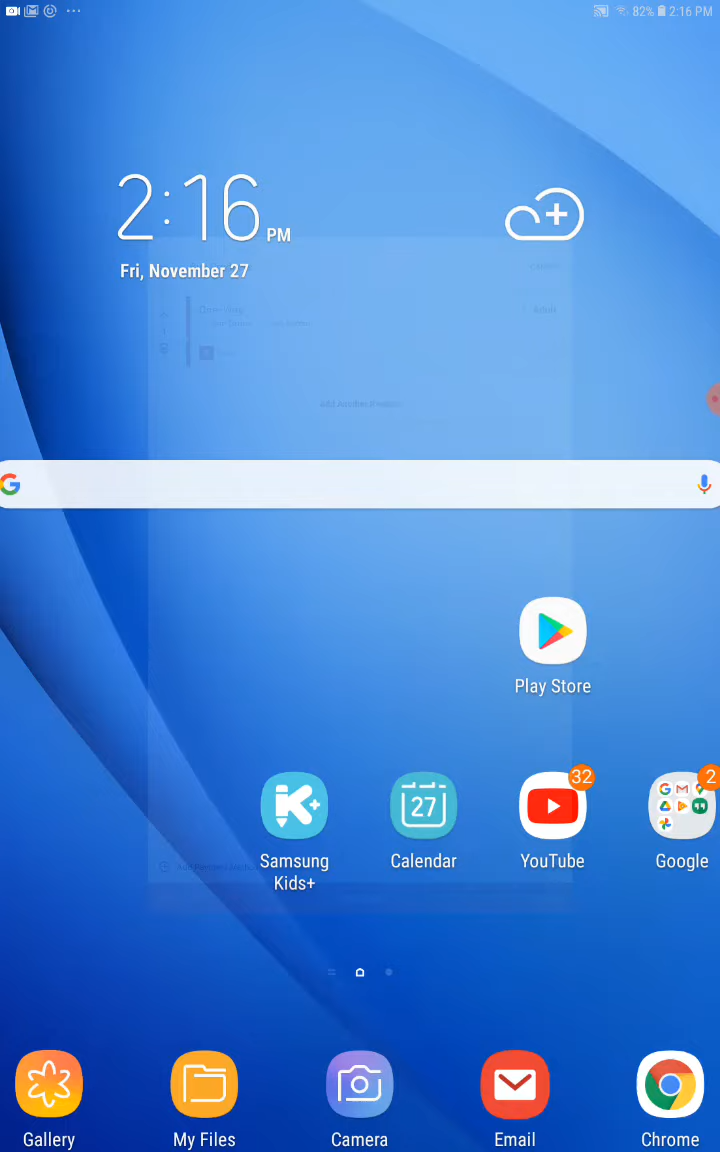 82% 2:16 PM
2:16 PM
Fri, November 27
Play Store
32
2
27
Samsung
Kids+
Calendar
YouTube
Google
Gallery
My Files
Camera
Email
Chrome